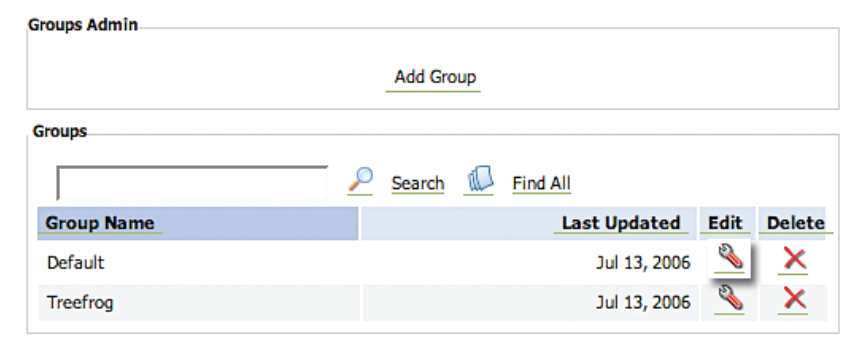 Groups Admin
Add Group
Groups
Search Find All
Group Name Last Updated Edit Delete
Default Jul 13, 2006
Treefrog Jul 13, 2006